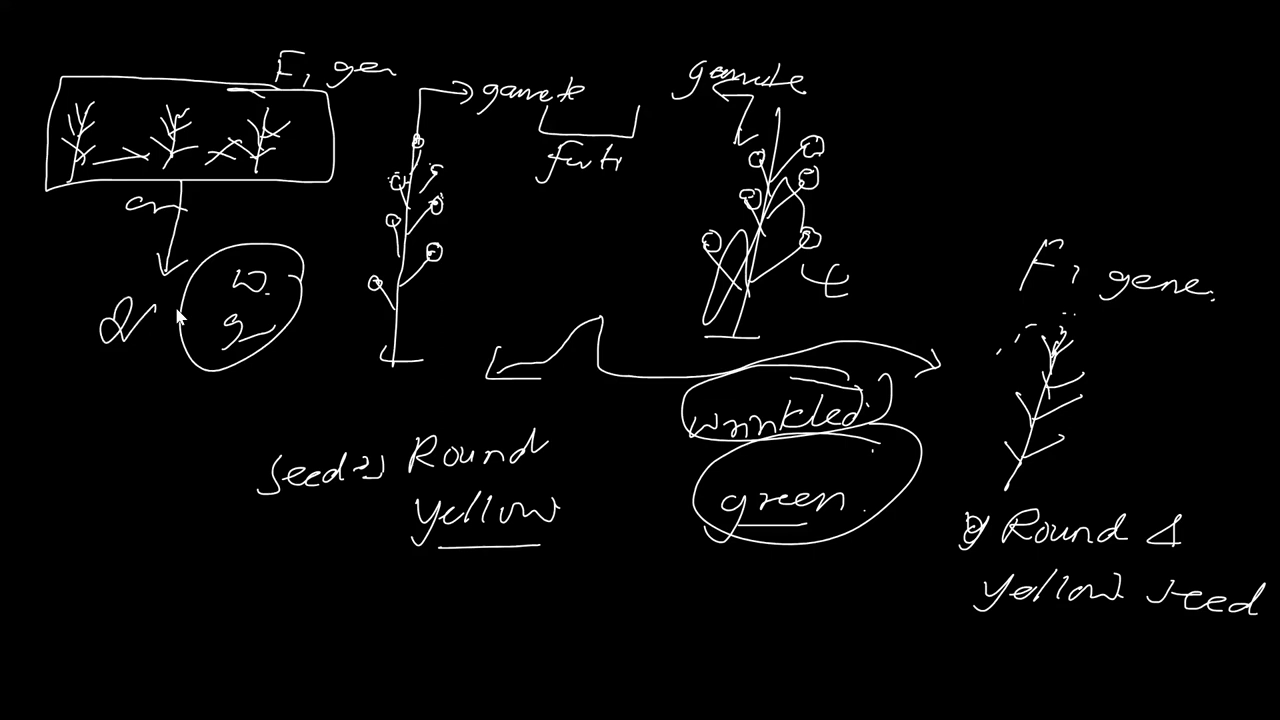 F1 gen
gamete
gamete
ferti
w.
g
F1 gene.
wrinkled
seed
Round
yellow
green.
Round &
yellow seed